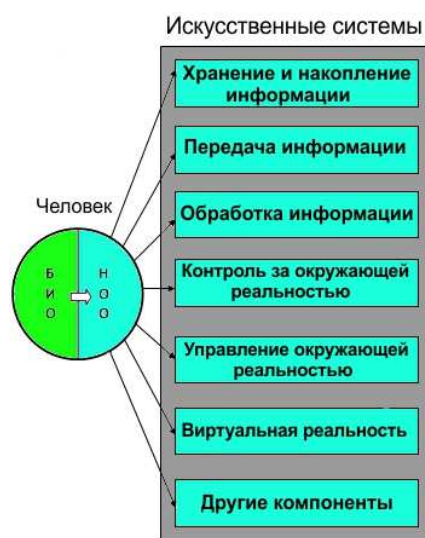 Искусственные системы
Хранение и накопление
информации
Передача информации
Человек
Обработка информации
Б
И
О
Н
О
О
Контроль за окружающей
реальностью
Управление окружающей
реальностью
Виртуальная реальность
Другие компоненты